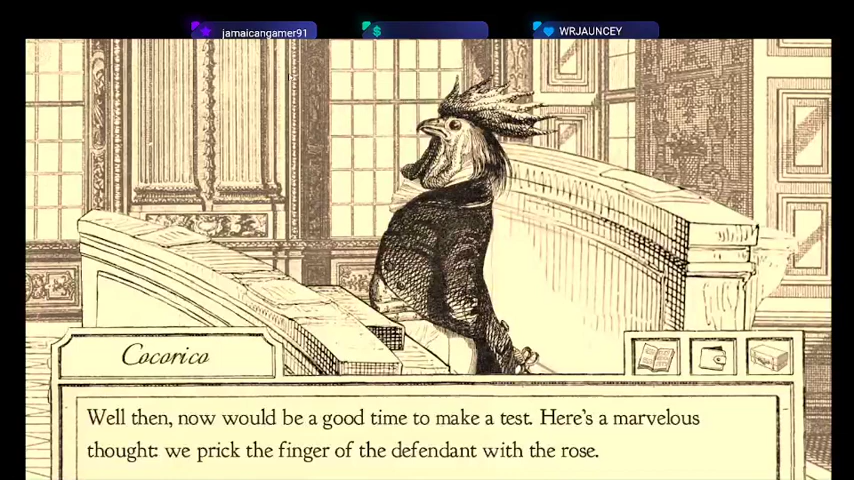 jamaicangamer91
$
WRJAUNCEY
Cocorico
Well then, now would be a good time to make a test. Here's a marvelous
thought: we prick the finger of the defendant with the rose.